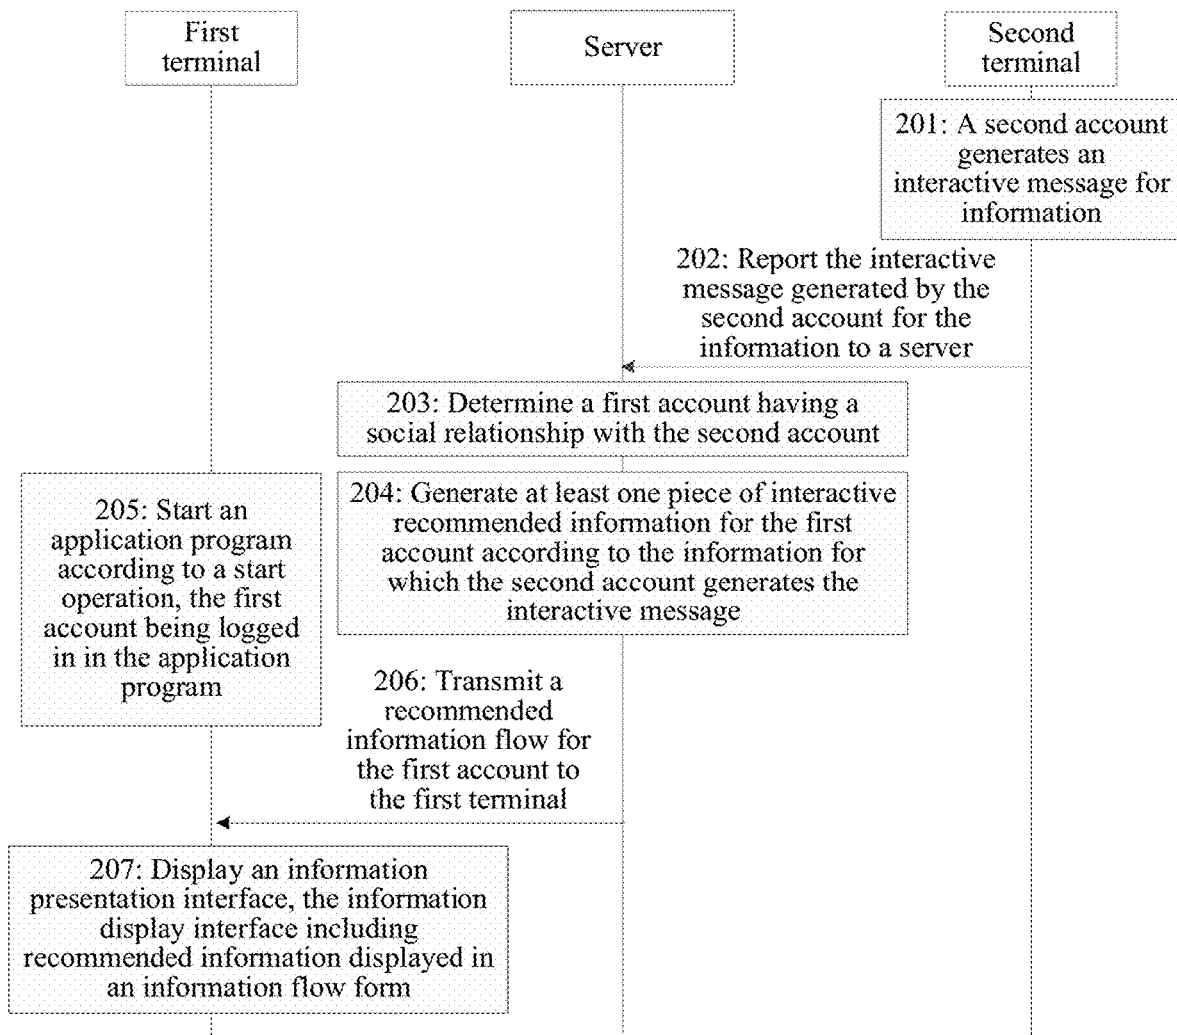 First
terminal
Server
Second
terminal
201: A second account
generates an
interactive message for
information
202: Report the interactive
message generated by the
second account for the
information to a server
203: Determine a first account having a
social relationship with the second account
204: Generate at least one piece of interactive
recommended information for the first
account according to the information for
which the second account generates the
interactive message
205: Start an
application program
according to a start
operation, the first
account being logged
in in the application
program
206: Transmit a
recommended
information flow for
the first account to
the first terminal
207: Display an information
presentation interface, the information
display interface including
recommended information displayed in
an information flow form